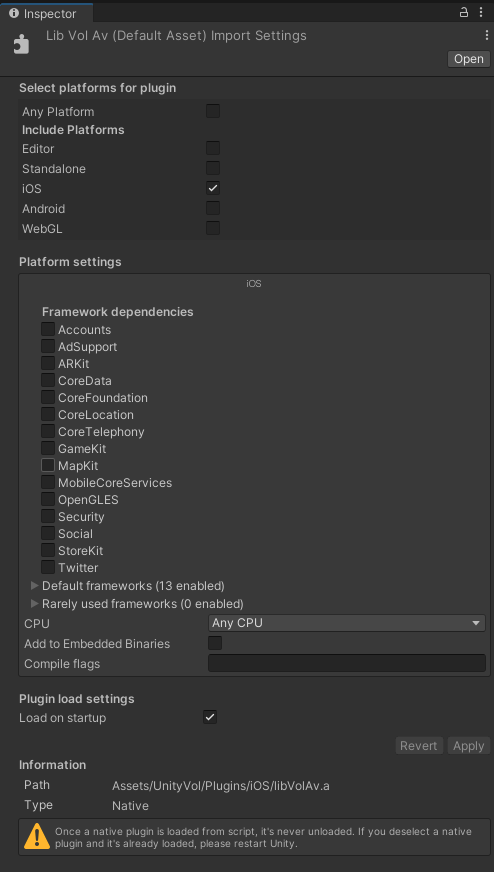 Inspector
Lib Vol Av (Default Asset) Import Settings
Open
Select platforms for plugin
Any Platform
Include Platforms
Editor
Standalone
iOS
Android
WebGL
Platform settings
iOS
Framework dependencies
Accounts
AdSupport
ARKit
CoreData
CoreFoundation
CoreLocation
CoreTelephony
GameKit
MapKit
MobileCoreServices
OpenGLES
Security
Social
StoreKit
Twitter
Default frameworks (13 enabled)
Rarely used frameworks (0 enabled)
CPU Any CPU
Add to Embedded Binaries
Compile flags
Plugin load settings
Load on startup
Revert Apply
Information
Path Assets/UnityVol/Plugins/iOS/libVolAv.a
Type Native
Once a native plugin is loaded from script, it's never unloaded. If you deselect a native
plugin and it's already loaded, please restart Unity.